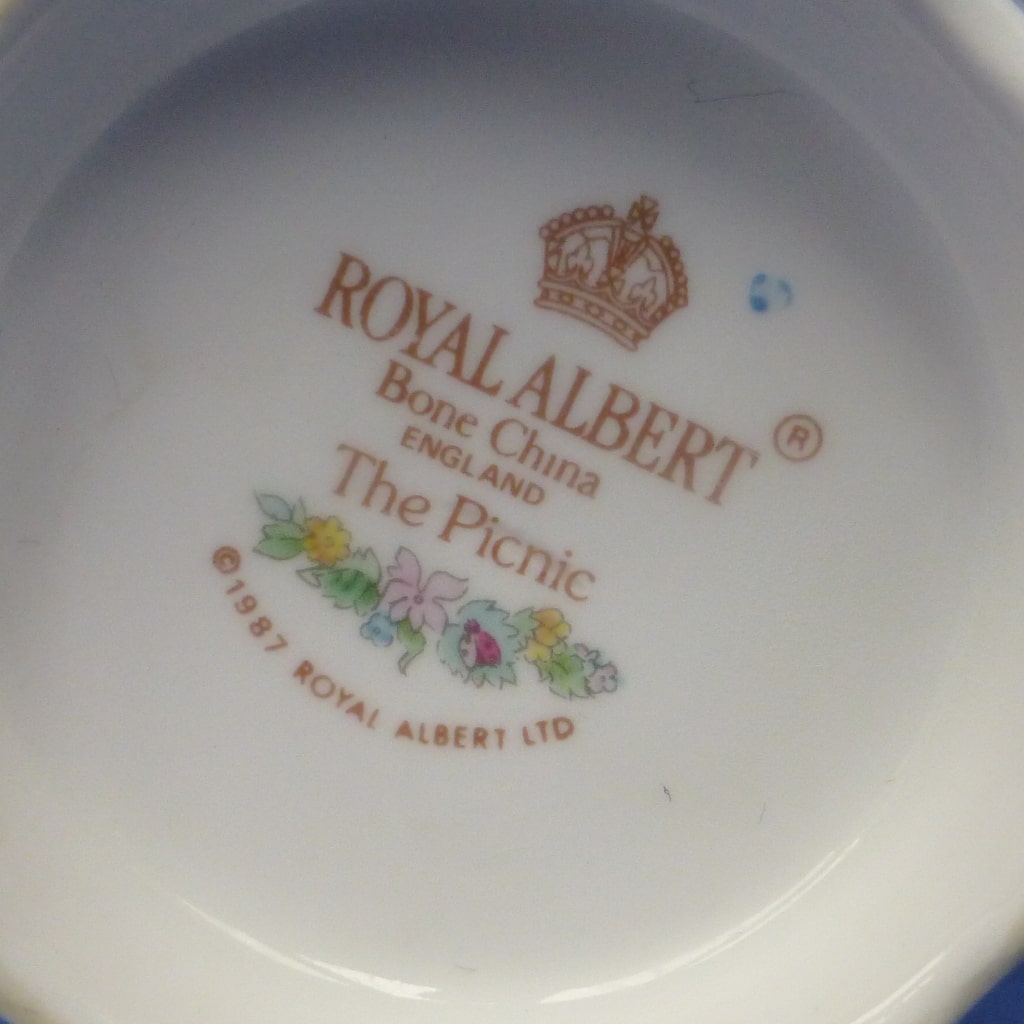 ROYAL ALBERT ®
Bone China
ENGLAND
The Picnic
© 1987 ROYAL ALBERT LTD